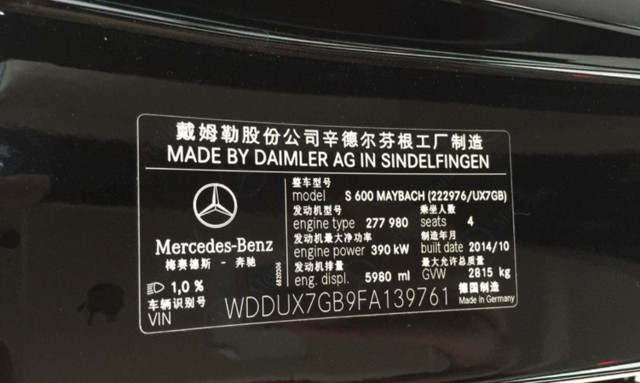 戴姆勒股份公司辛德尔芬根工厂制造
MADE BY DAIMLER AG IN SINDELFINGEN
整车型号
model S 600 MAYBACH (222976/UX7GB)
发动机型号 乘坐人数
engine type 277 980 seats 4
发动机最大净功率 制造年月
engine power 390 kW built date 2014/10
发动机排量 最大允许总质量
eng. displ. 5980 ml GVW 2815 kg
Mercedes-Benz
梅赛德斯 - 奔驰
1,0 %
车辆识别号
VIN WDDUX7GB9FA139761
德国制造
Made in Germany